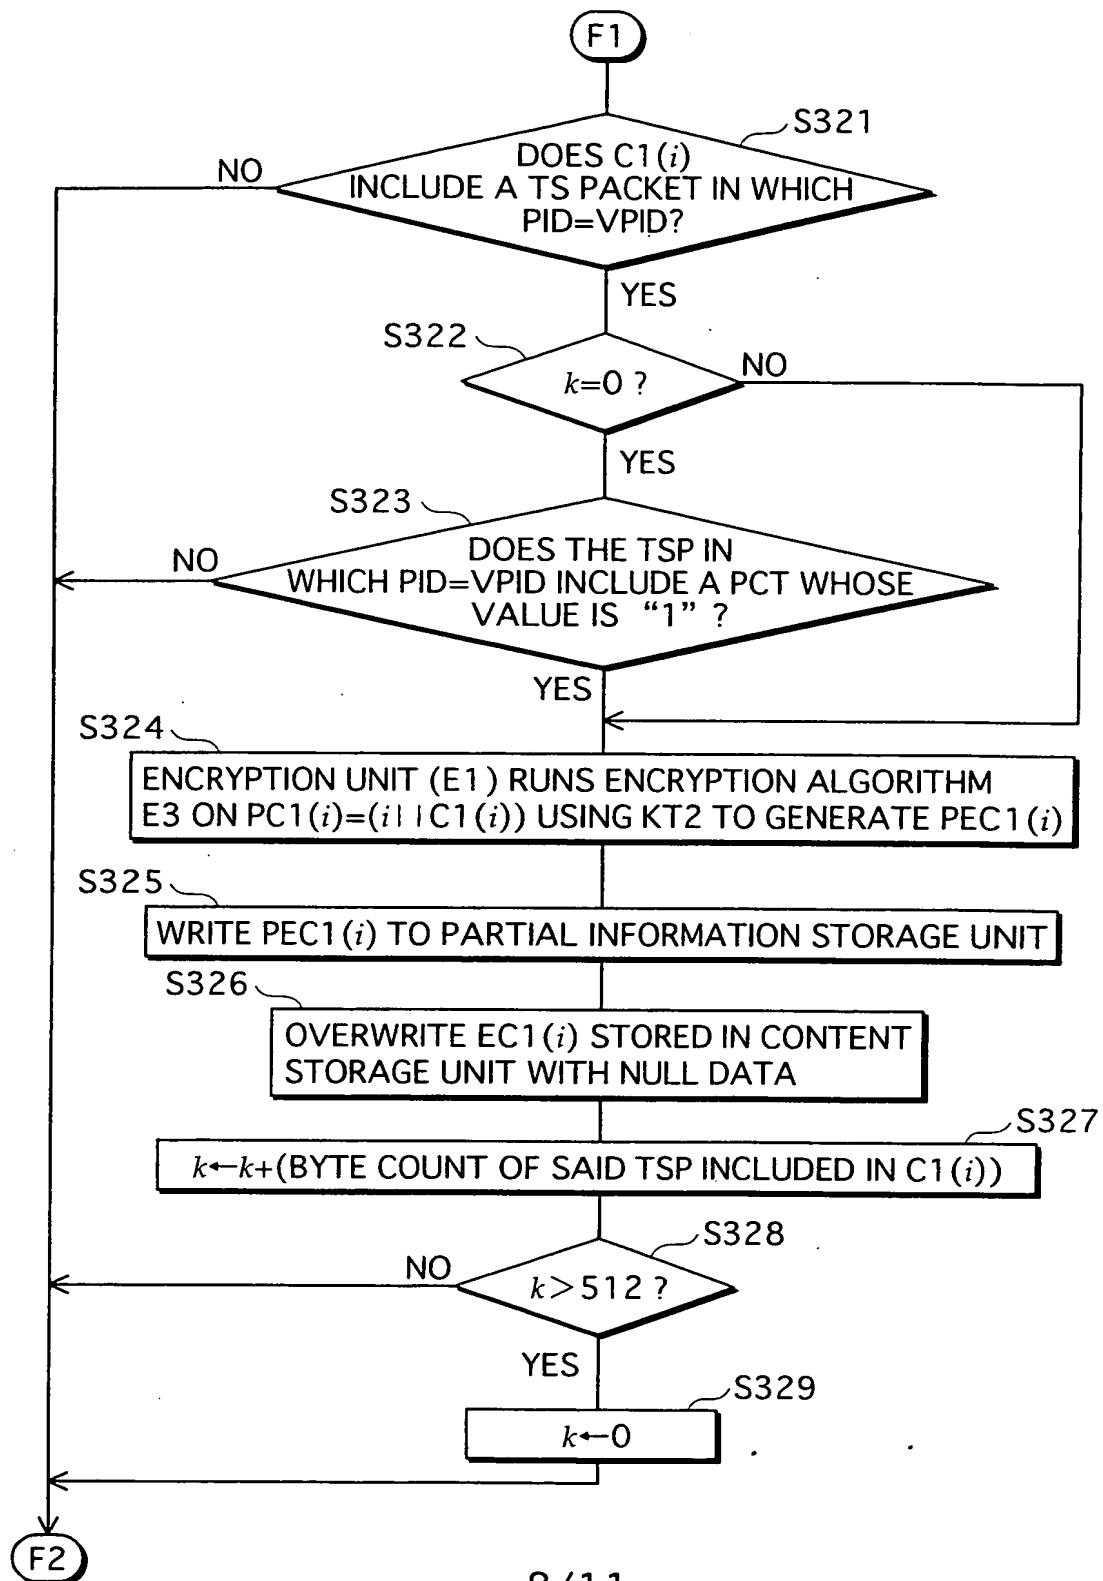 F1
S321
DOES C1(i)
INCLUDE A TS PACKET IN WHICH
PID=VPID?
NO
YES
S322
k=0 ?
NO
YES
S323
DOES THE TSP IN
WHICH PID=VPID INCLUDE A PCT WHOSE
VALUE IS “1” ?
NO
YES
S324
ENCRYPTION UNIT (E1) RUNS ENCRYPTION ALGORITHM
E3 ON PC1(i)=(i||C1(i)) USING KT2 TO GENERATE PEC1(i)
S325
WRITE PEC1(i) TO PARTIAL INFORMATION STORAGE UNIT
S326
OVERWRITE EC1(i) STORED IN CONTENT
STORAGE UNIT WITH NULL DATA
S327
k←k+(BYTE COUNT OF SAID TSP INCLUDED IN C1(i))
S328
k>512 ?
NO
YES
S329
k←0
F2
8/11